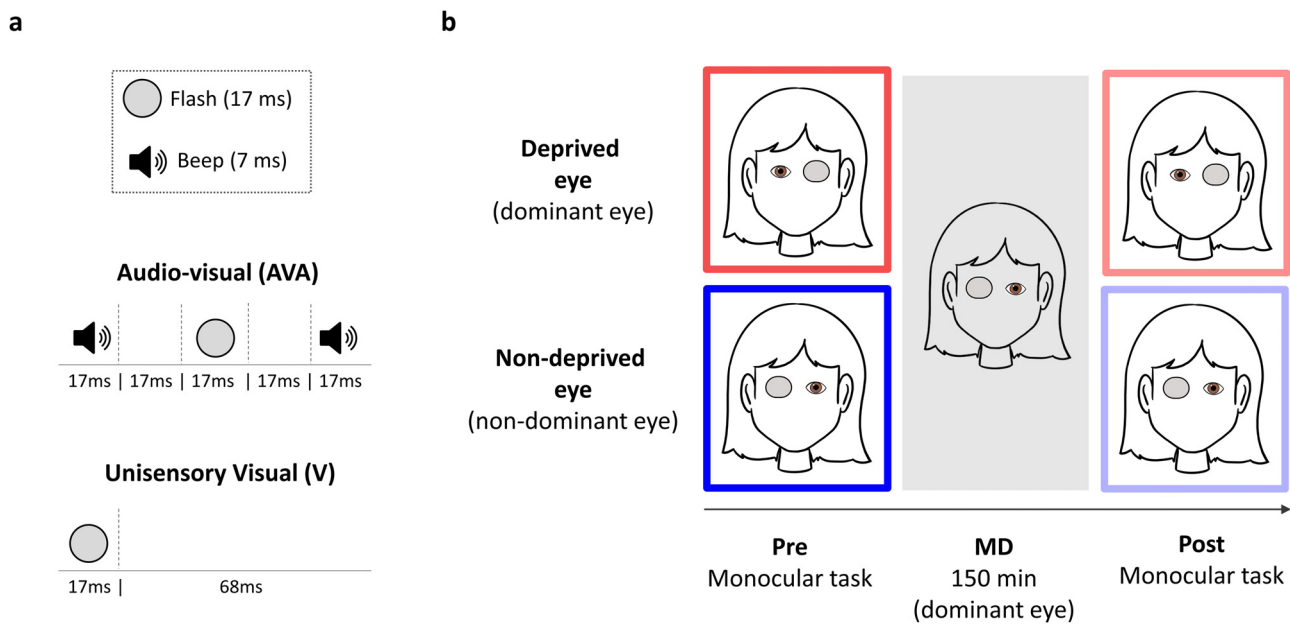 a
Flash (17 ms)
Beep (7 ms)
Audio-visual (AVA)
17ms | 17ms | 17ms | 17ms | 17ms
Unisensory Visual (V)
17ms | 68ms
b
Deprived
eye
(dominant eye)
Non-deprived
eye
(non-dominant eye)
Pre
Monocular task
MD
150 min
(dominant eye)
Post
Monocular task